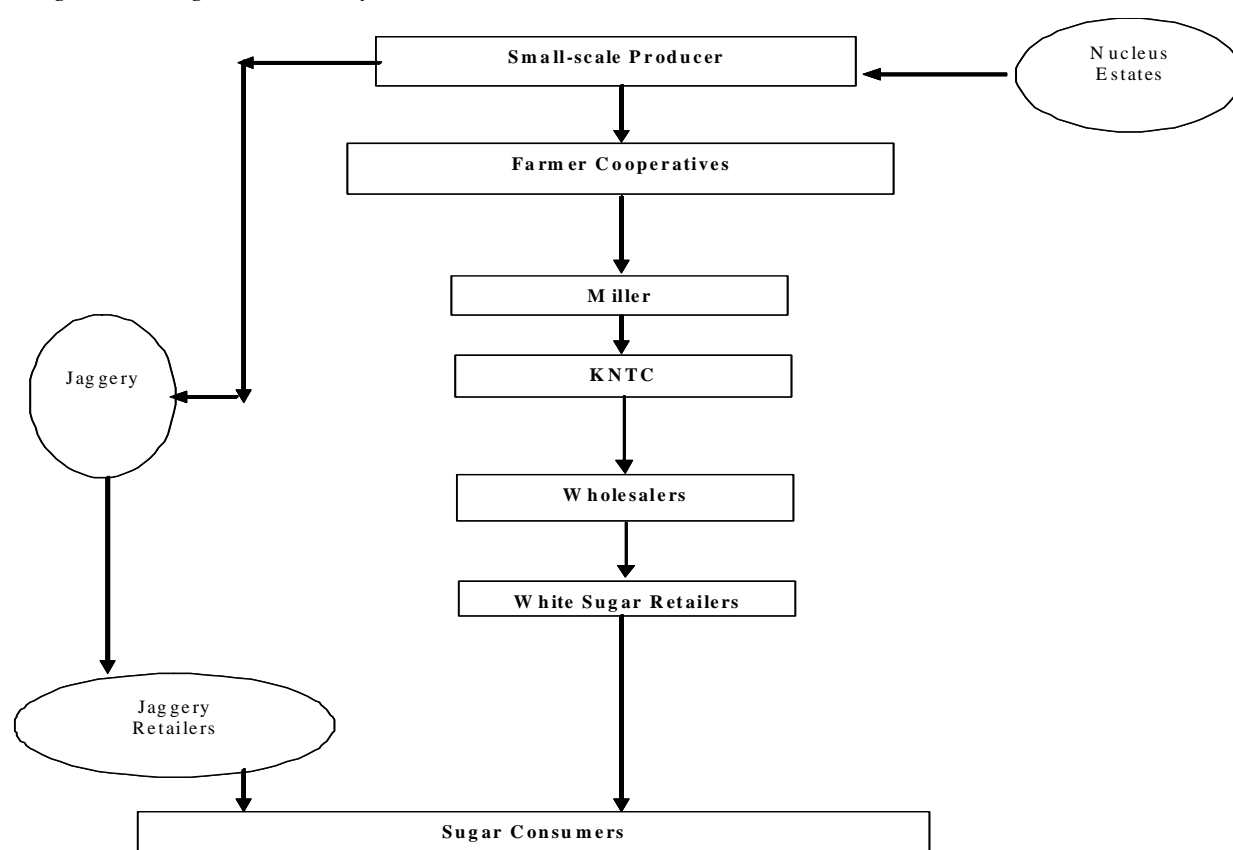 Small-scale Producer
Nucleus
Estates
Farmer Cooperatives
Miller
KNTC
Jaggery
Wholesalers
White Sugar Retailers
Jaggery
Retailers
Sugar Consumers